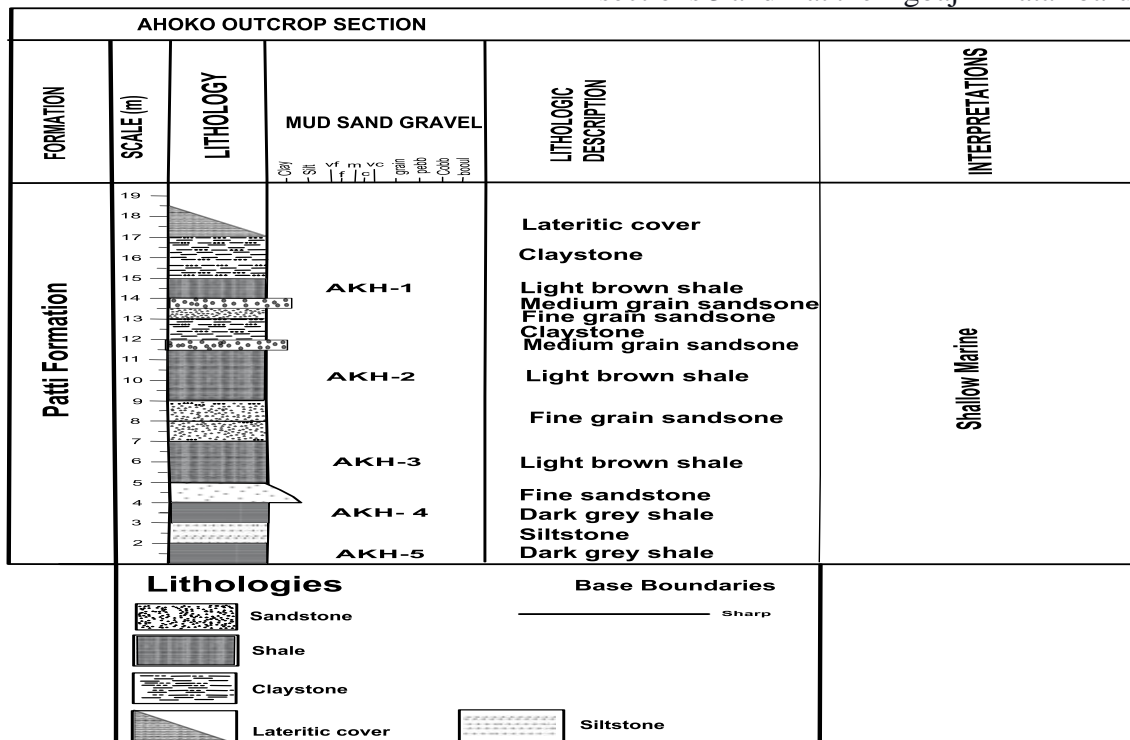 AHOKO OUTCROP SECTION
FORMATION
SCALE (m)
LITHOLOGY
MUD SAND GRAVEL
Clay
Silt
vf
f
m
c
vc
grain
pebb
Cobb
boul
LITHOLOGIC
DESCRIPTION
INTERPRETATIONS
Patti Formation
19
18
17
16
15
14
13
12
11
10
9
8
7
6
5
4
3
2
AKH-1
AKH-2
AKH-3
AKH- 4
AKH-5
Lateritic cover
Claystone
Light brown shale
Medium grain sandsone
Fine grain sandsone
Claystone
Medium grain sandsone
Light brown shale
Fine grain sandsone
Light brown shale
Fine sandstone
Dark grey shale
Siltstone
Dark grey shale
Shallow Marine
Lithologies
Sandstone
Shale
Claystone
Lateritic cover
Base Boundaries
Sharp
Siltstone